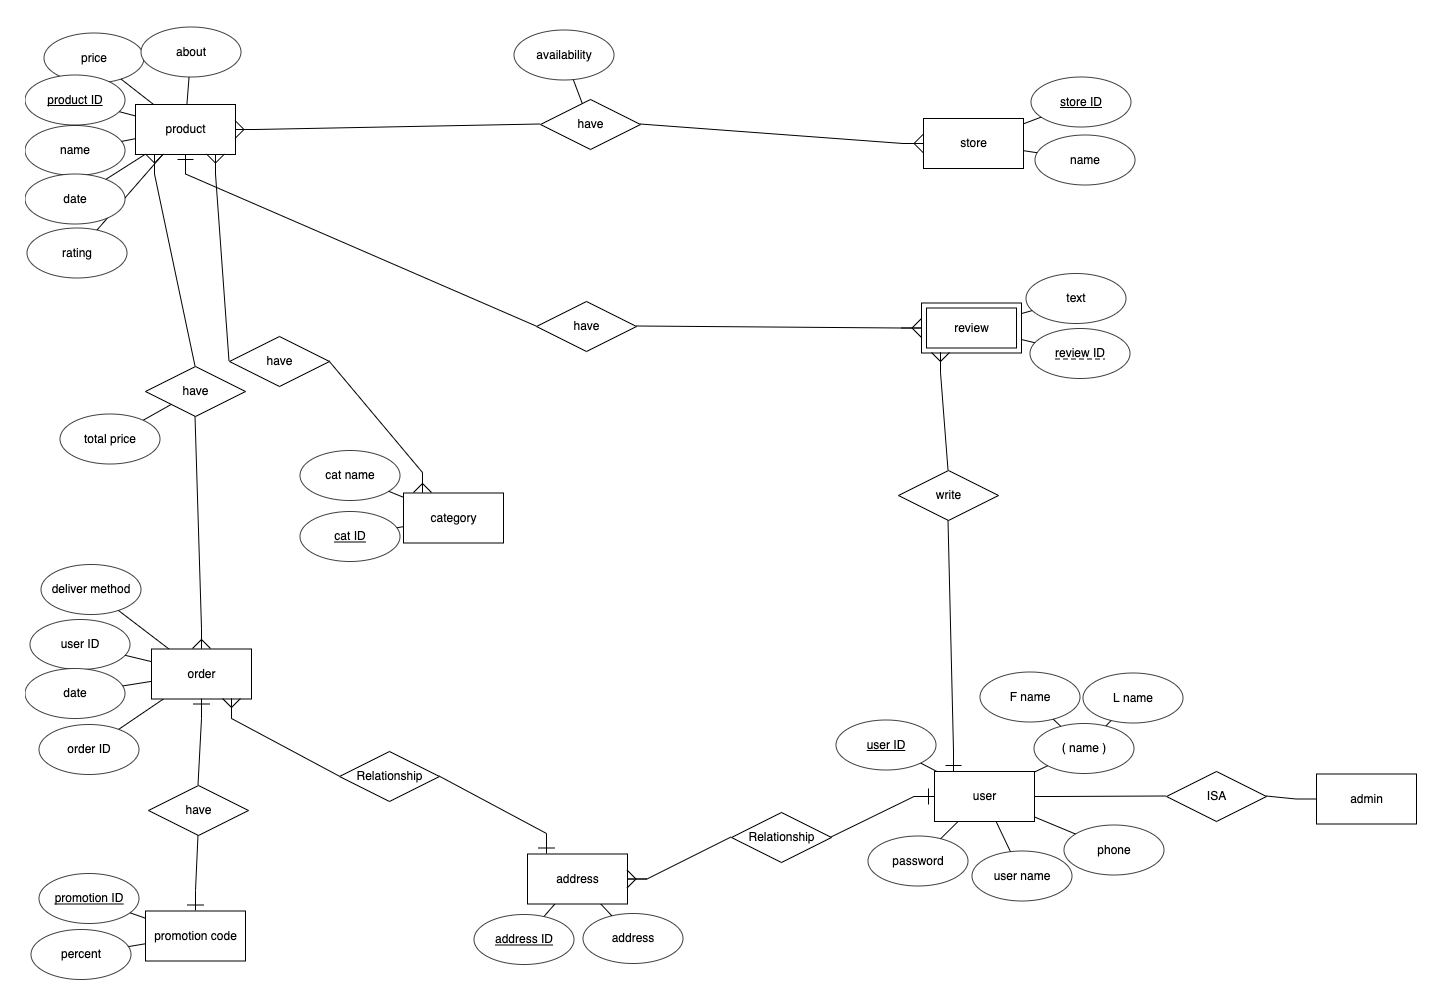 price
about
availability
product ID
product
have
store ID
store
name
name
date
rating
text
have
review
review ID
have
have
total price
cat name
write
category
cat ID
deliver method
user ID
order
date
order ID
F name
L name
user ID
( name )
Relationship
user
ISA
admin
have
Relationship
password
phone
user name
address
promotion ID
promotion code
address ID
address
percent